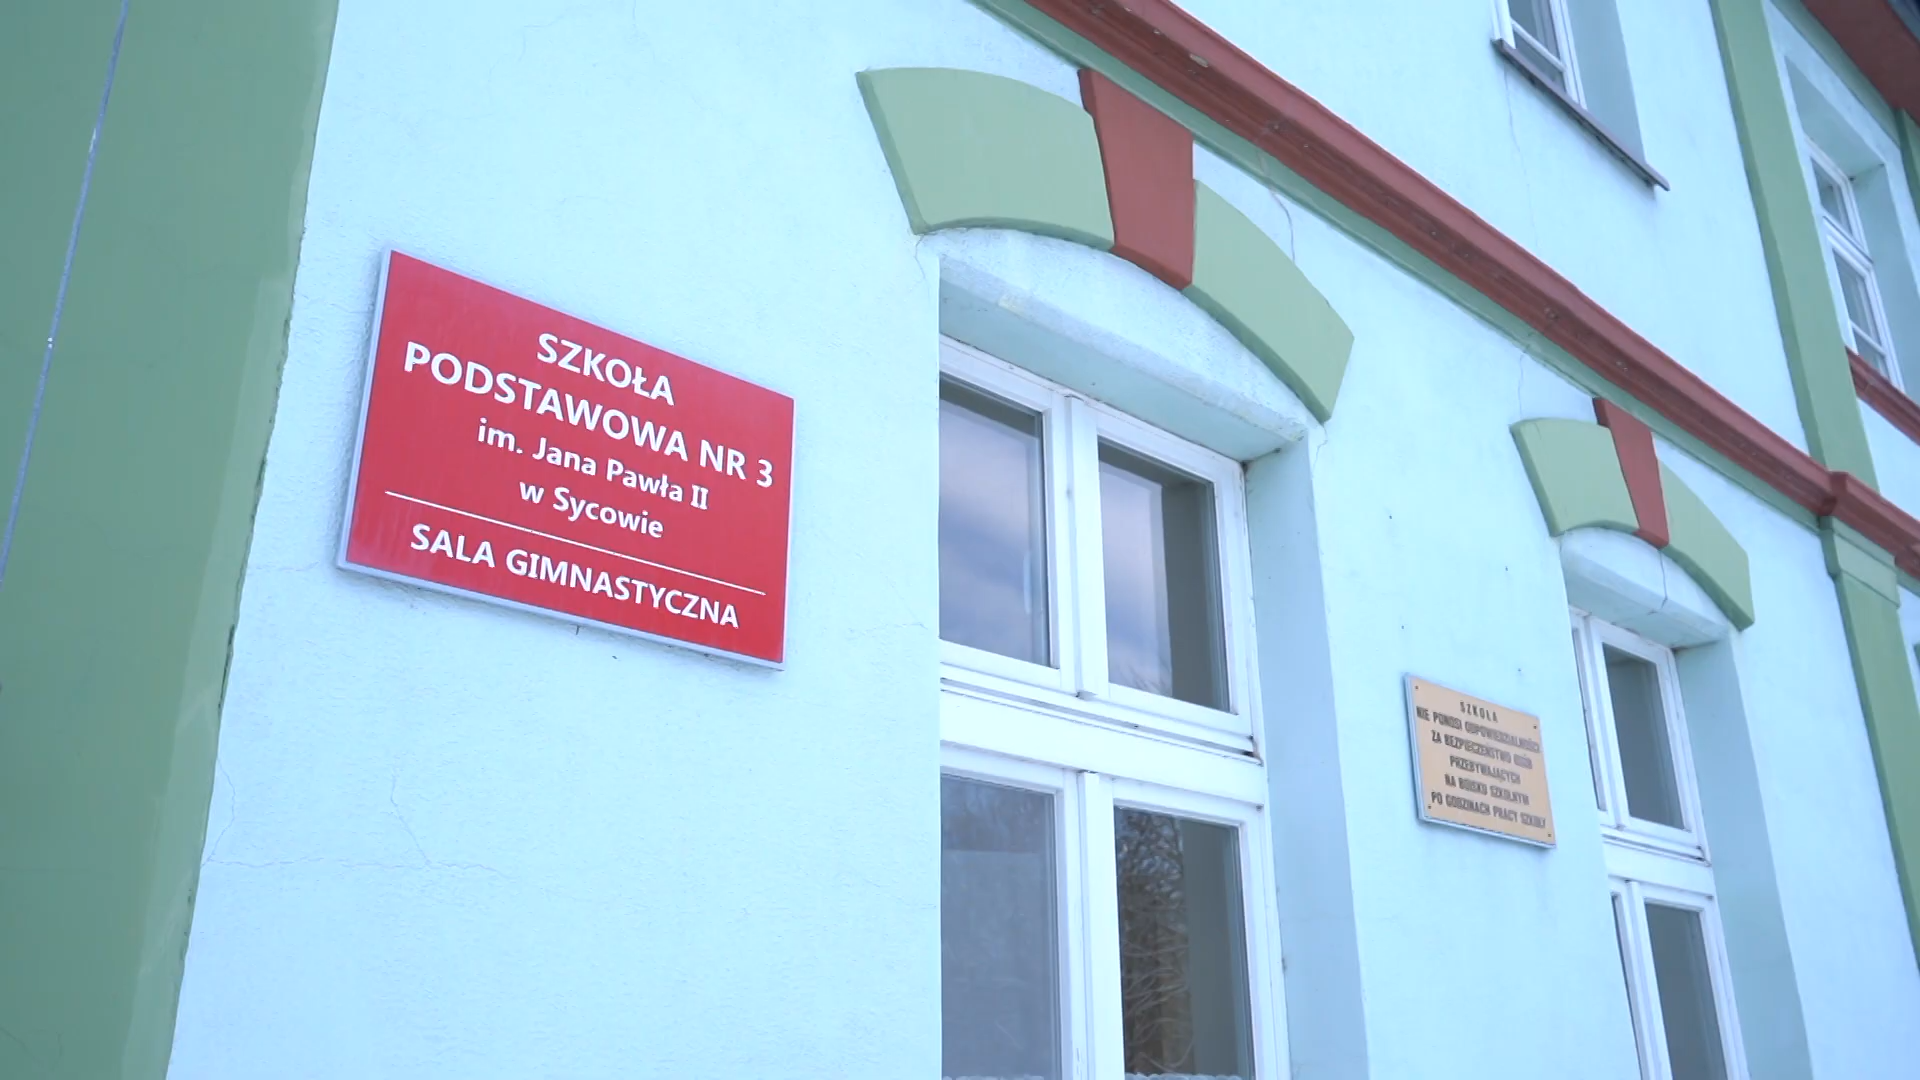 SZKOŁA
PODSTAWOWA NR 3
im. Jana Pawła II
w Sycowie
SALA GIMNASTYCZNA
SZKOŁA
NIE PONOSI ODPOWIEDZIALNOŚCI
ZA BEZPIECZEŃSTWO OSÓB
PRZEBYWAJĄCYCH
NA BOISKU SZKOLNYM
PO GODZINACH PRACY SZKOŁY